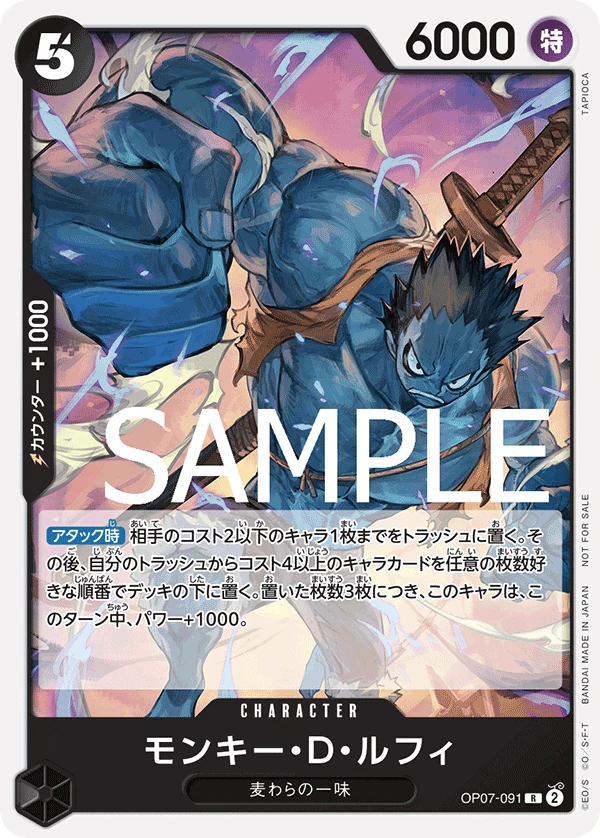 5
6000 特
TAPIOCA
カウンター +1000
SAMPLE
アタック時 相手のコスト2以下のキャラ1枚までをトラッシュに置く。そ
の後、自分のトラッシュからコスト4以上のキャラカードを任意の枚数好
きな順番でデッキの下に置く。置いた枚数3枚につき、このキャラは、こ
のターン中、パワー+1000。
CHARACTER
モンキー・D・ルフィ
麦わらの一味
OP07-091 R 2
©E.O/S ©O/S・F・T BANDAI MADE IN JAPAN NOT FOR SALE